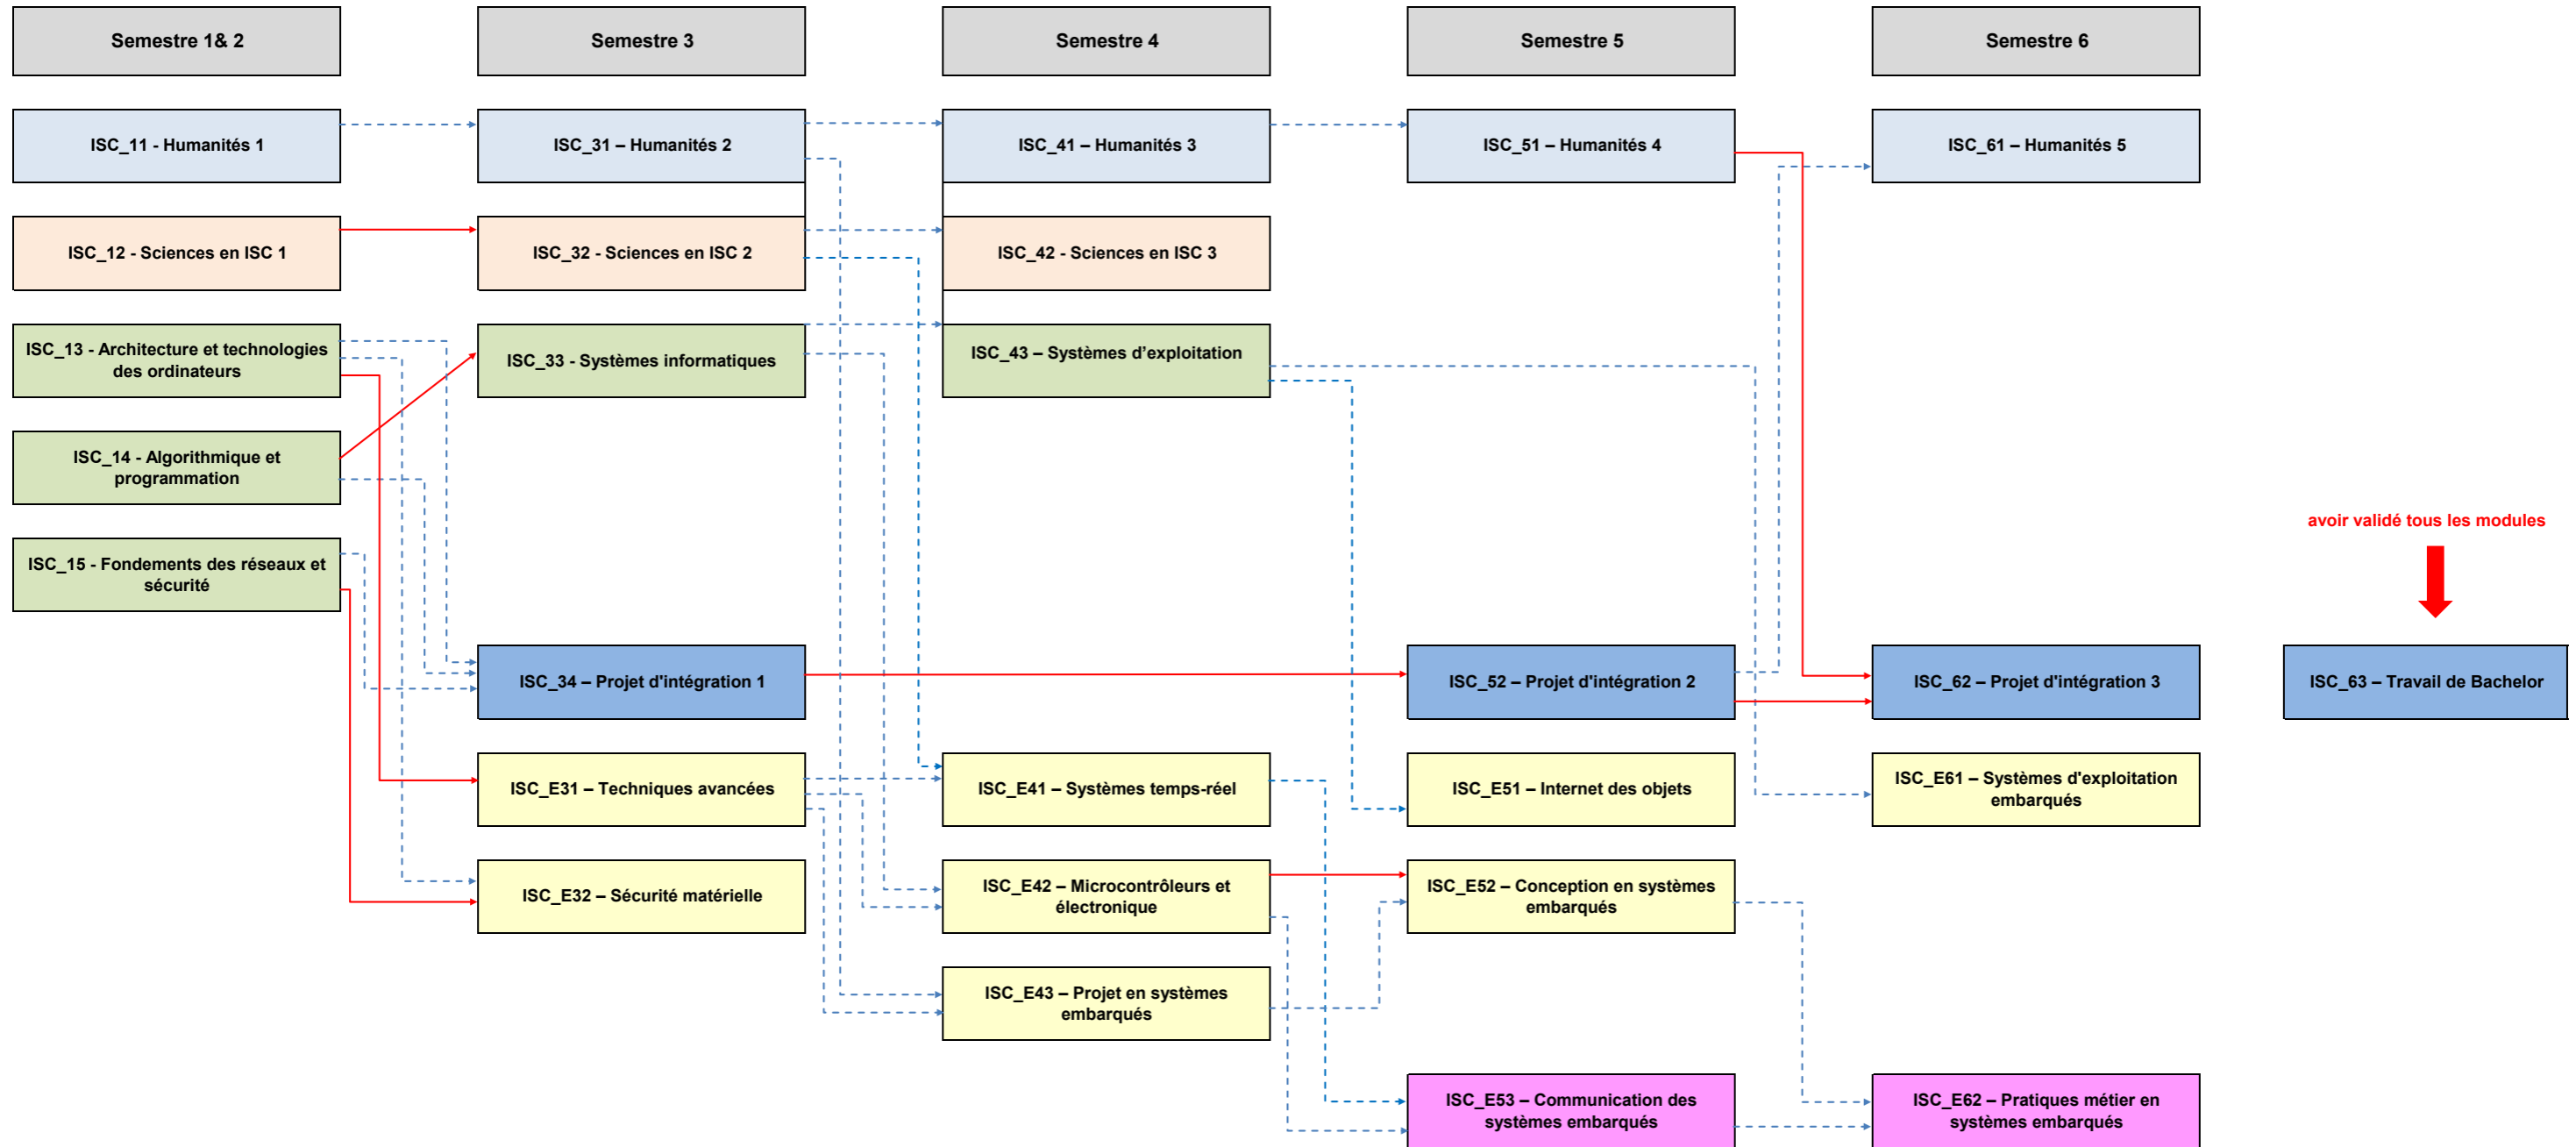 Semestre 1& 2
Semestre 3
Semestre 4
Semestre 5
Semestre 6
ISC_11 - Humanités 1
ISC_31 – Humanités 2
ISC_41 – Humanités 3
ISC_51 – Humanités 4
ISC_61 – Humanités 5
ISC_12 - Sciences en ISC 1
ISC_32 - Sciences en ISC 2
ISC_42 - Sciences en ISC 3
ISC_13 - Architecture et technologies
des ordinateurs
ISC_33 - Systèmes informatiques
ISC_43 – Systèmes d’exploitation
ISC_14 - Algorithmique et
programmation
avoir validé tous les modules
ISC_15 - Fondements des réseaux et
sécurité
ISC_34 – Projet d'intégration 1
ISC_52 – Projet d'intégration 2
ISC_62 – Projet d'intégration 3
ISC_63 – Travail de Bachelor
ISC_E31 – Techniques avancées
ISC_E41 – Systèmes temps-réel
ISC_E51 – Internet des objets
ISC_E61 – Systèmes d'exploitation
embarqués
ISC_E32 – Sécurité matérielle
ISC_E42 – Microcontrôleurs et
électronique
ISC_E52 – Conception en systèmes
embarqués
ISC_E43 – Projet en systèmes
embarqués
ISC_E53 – Communication des
systèmes embarqués
ISC_E62 – Pratiques métier en
systèmes embarqués